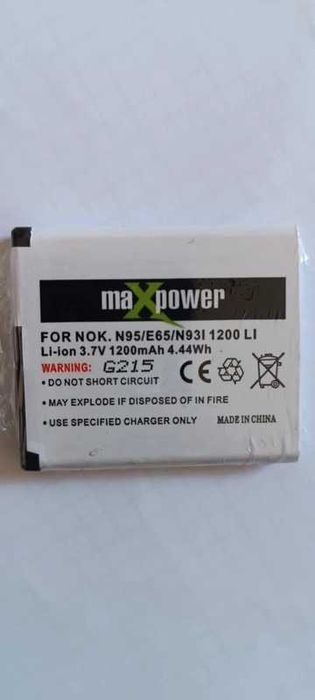 maXpower
FOR NOK. N95/E65/N93I 1200 LI
Li-ion 3.7V 1200mAh 4.44Wh
WARNING: G215
● DO NOT SHORT CIRCUIT
● MAY EXPLODE IF DISPOSED OF IN FIRE
● USE SPECIFIED CHARGER ONLY
MADE IN CHINA
CE